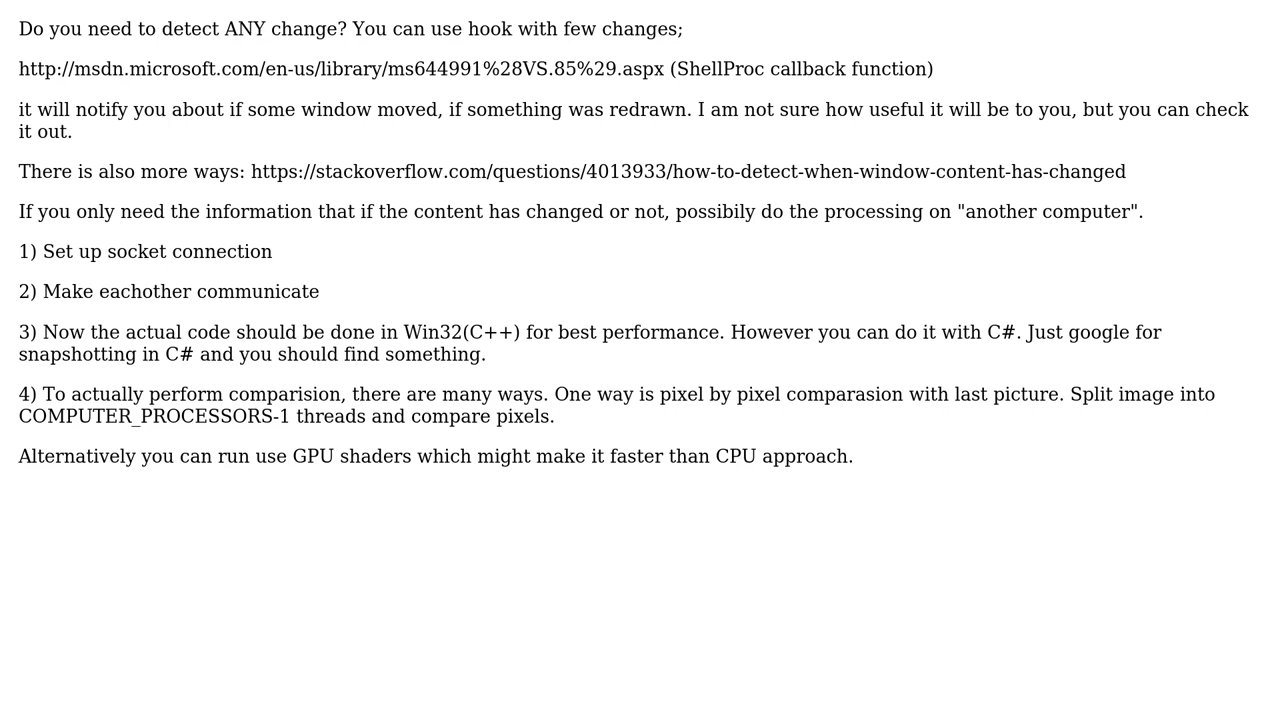 Do you need to detect ANY change? You can use hook with few changes;
http://msdn.microsoft.com/en-us/library/ms644991%28VS.85%29.aspx (ShellProc callback function)
it will notify you about if some window moved, if something was redrawn. I am not sure how useful it will be to you, but you can check
it out.
There is also more ways: https://stackoverflow.com/questions/4013933/how-to-detect-when-window-content-has-changed
If you only need the information that if the content has changed or not, possibily do the processing on "another computer".
1) Set up socket connection
2) Make eachother communicate
3) Now the actual code should be done in Win32(C++) for best performance. However you can do it with C#. Just google for
snapshotting in C# and you should find something.
4) To actually perform comparision, there are many ways. One way is pixel by pixel comparasion with last picture. Split image into
COMPUTER_PROCESSORS-1 threads and compare pixels.
Alternatively you can run use GPU shaders which might make it faster than CPU approach.